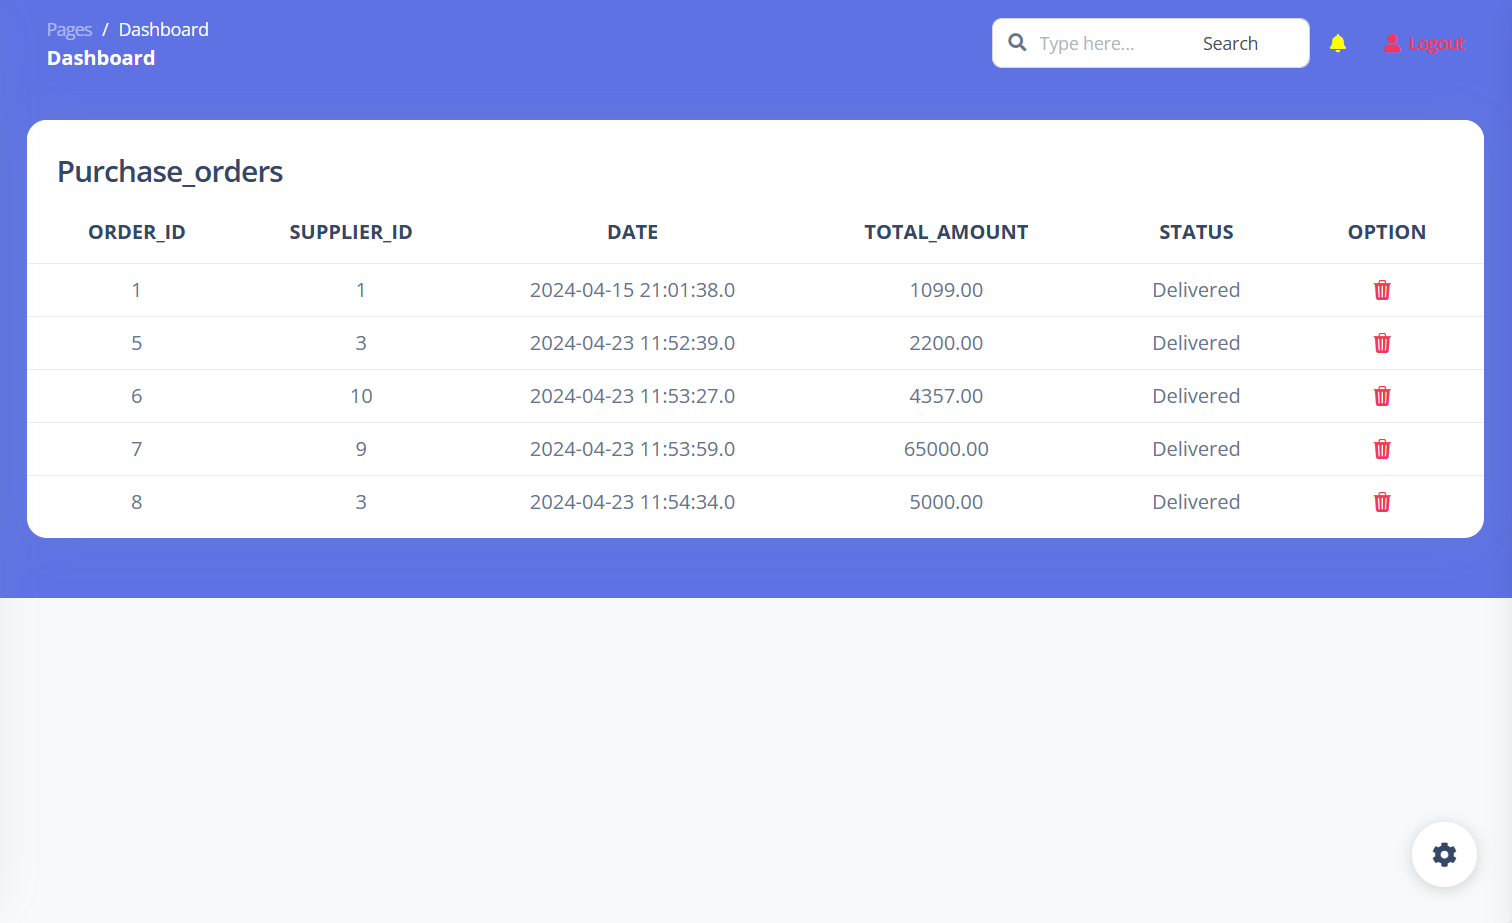 Pages / Dashboard
Dashboard
Type here... Search
Logout
Purchase_orders
ORDER_ID SUPPLIER_ID DATE TOTAL_AMOUNT STATUS OPTION
1 1 2024-04-15 21:01:38.0 1099.00 Delivered
5 3 2024-04-23 11:52:39.0 2200.00 Delivered
6 10 2024-04-23 11:53:27.0 4357.00 Delivered
7 9 2024-04-23 11:53:59.0 65000.00 Delivered
8 3 2024-04-23 11:54:34.0 5000.00 Delivered